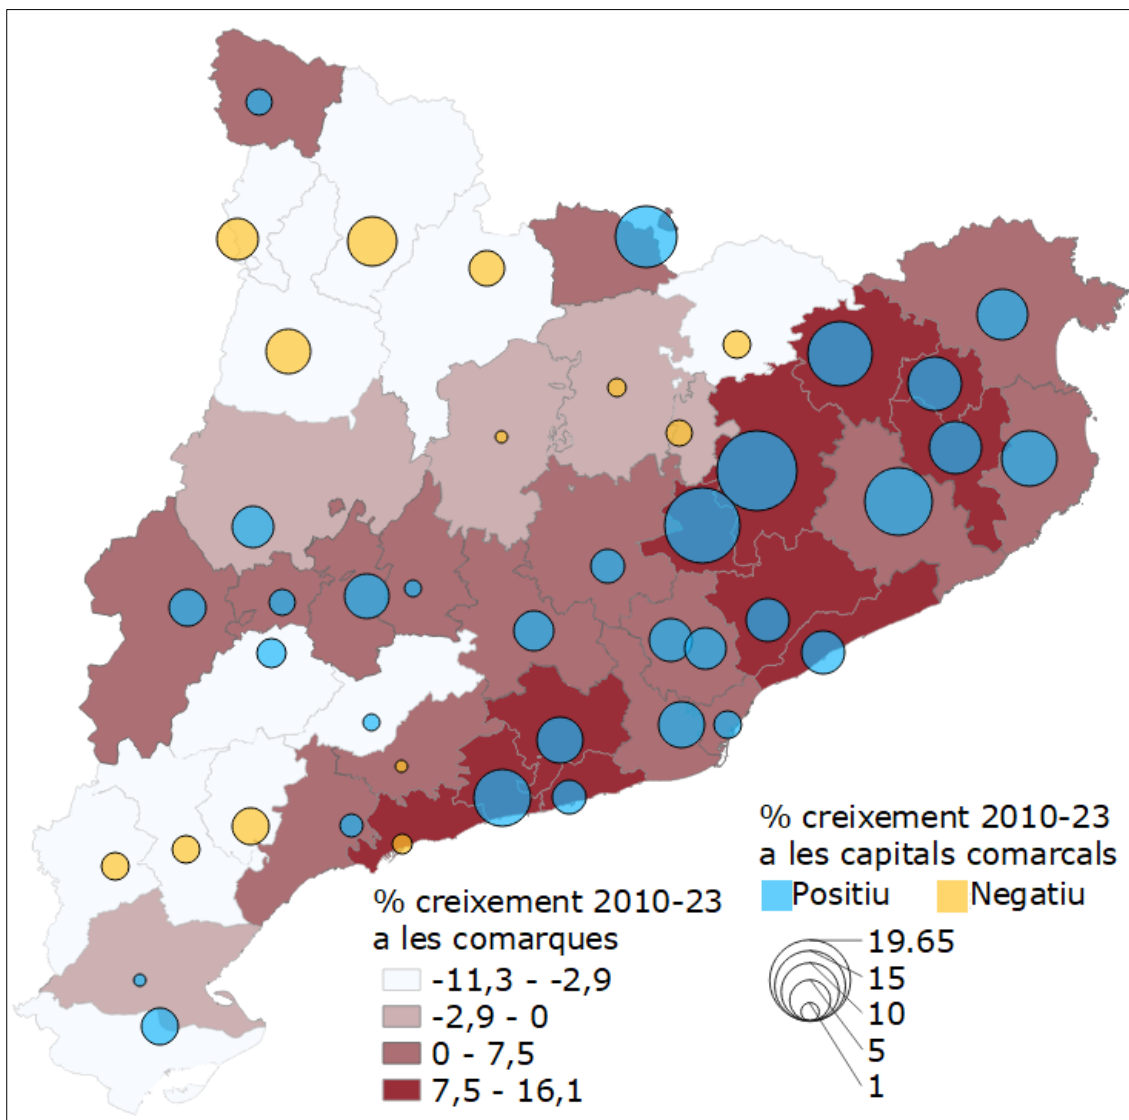 % creixement 2010-23
a les capitals comarcals
Positiu Negatiu
19.65
15
10
5
1
% creixement 2010-23
a les comarques
-11,3 - -2,9
-2,9 - 0
0 - 7,5
7,5 - 16,1